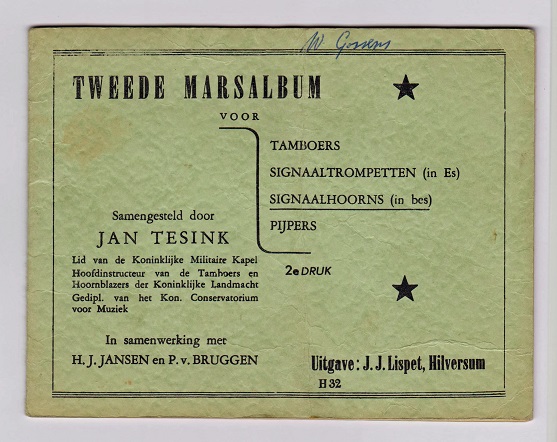 W Gossens
TWEEDE MARSALBUM
VOOR
TAMBOERS
SIGNAALTROMPETTEN (in Es)
SIGNAALHOORNS (in bes)
PIJPERS
2e DRUK
Samengesteld door
JAN TESINK
Lid van de Koninklijke Militaire Kapel
Hoofdinstructeur van de Tamboers en
Hoornblazers der Koninklijke Landmacht
Gedipl. van het Kon. Conservatorium
voor Muziek
In samenwerking met
H. J. JANSEN en P. v. BRUGGEN
Uitgave: J. J. Lispet, Hilversum
H 32